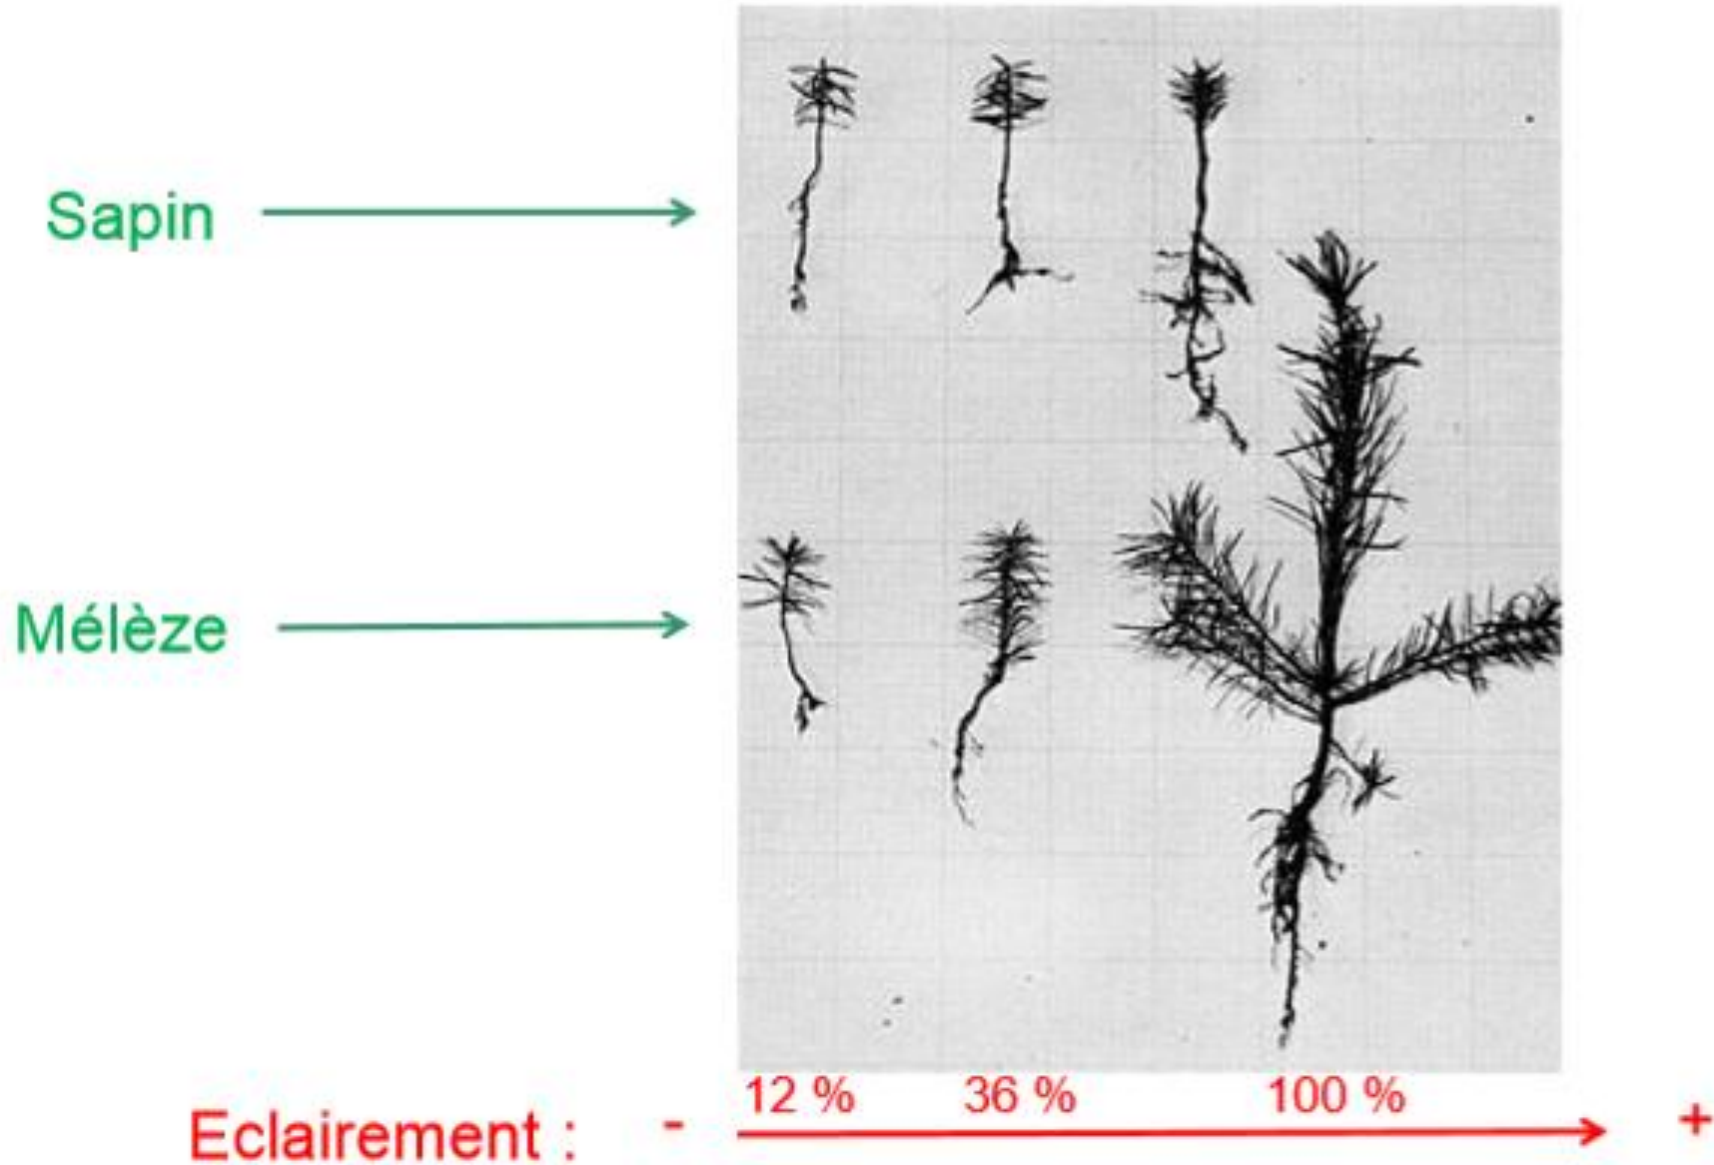 Sapin
Mélèze
12 % 36 % 100 %
Eclairement : - +